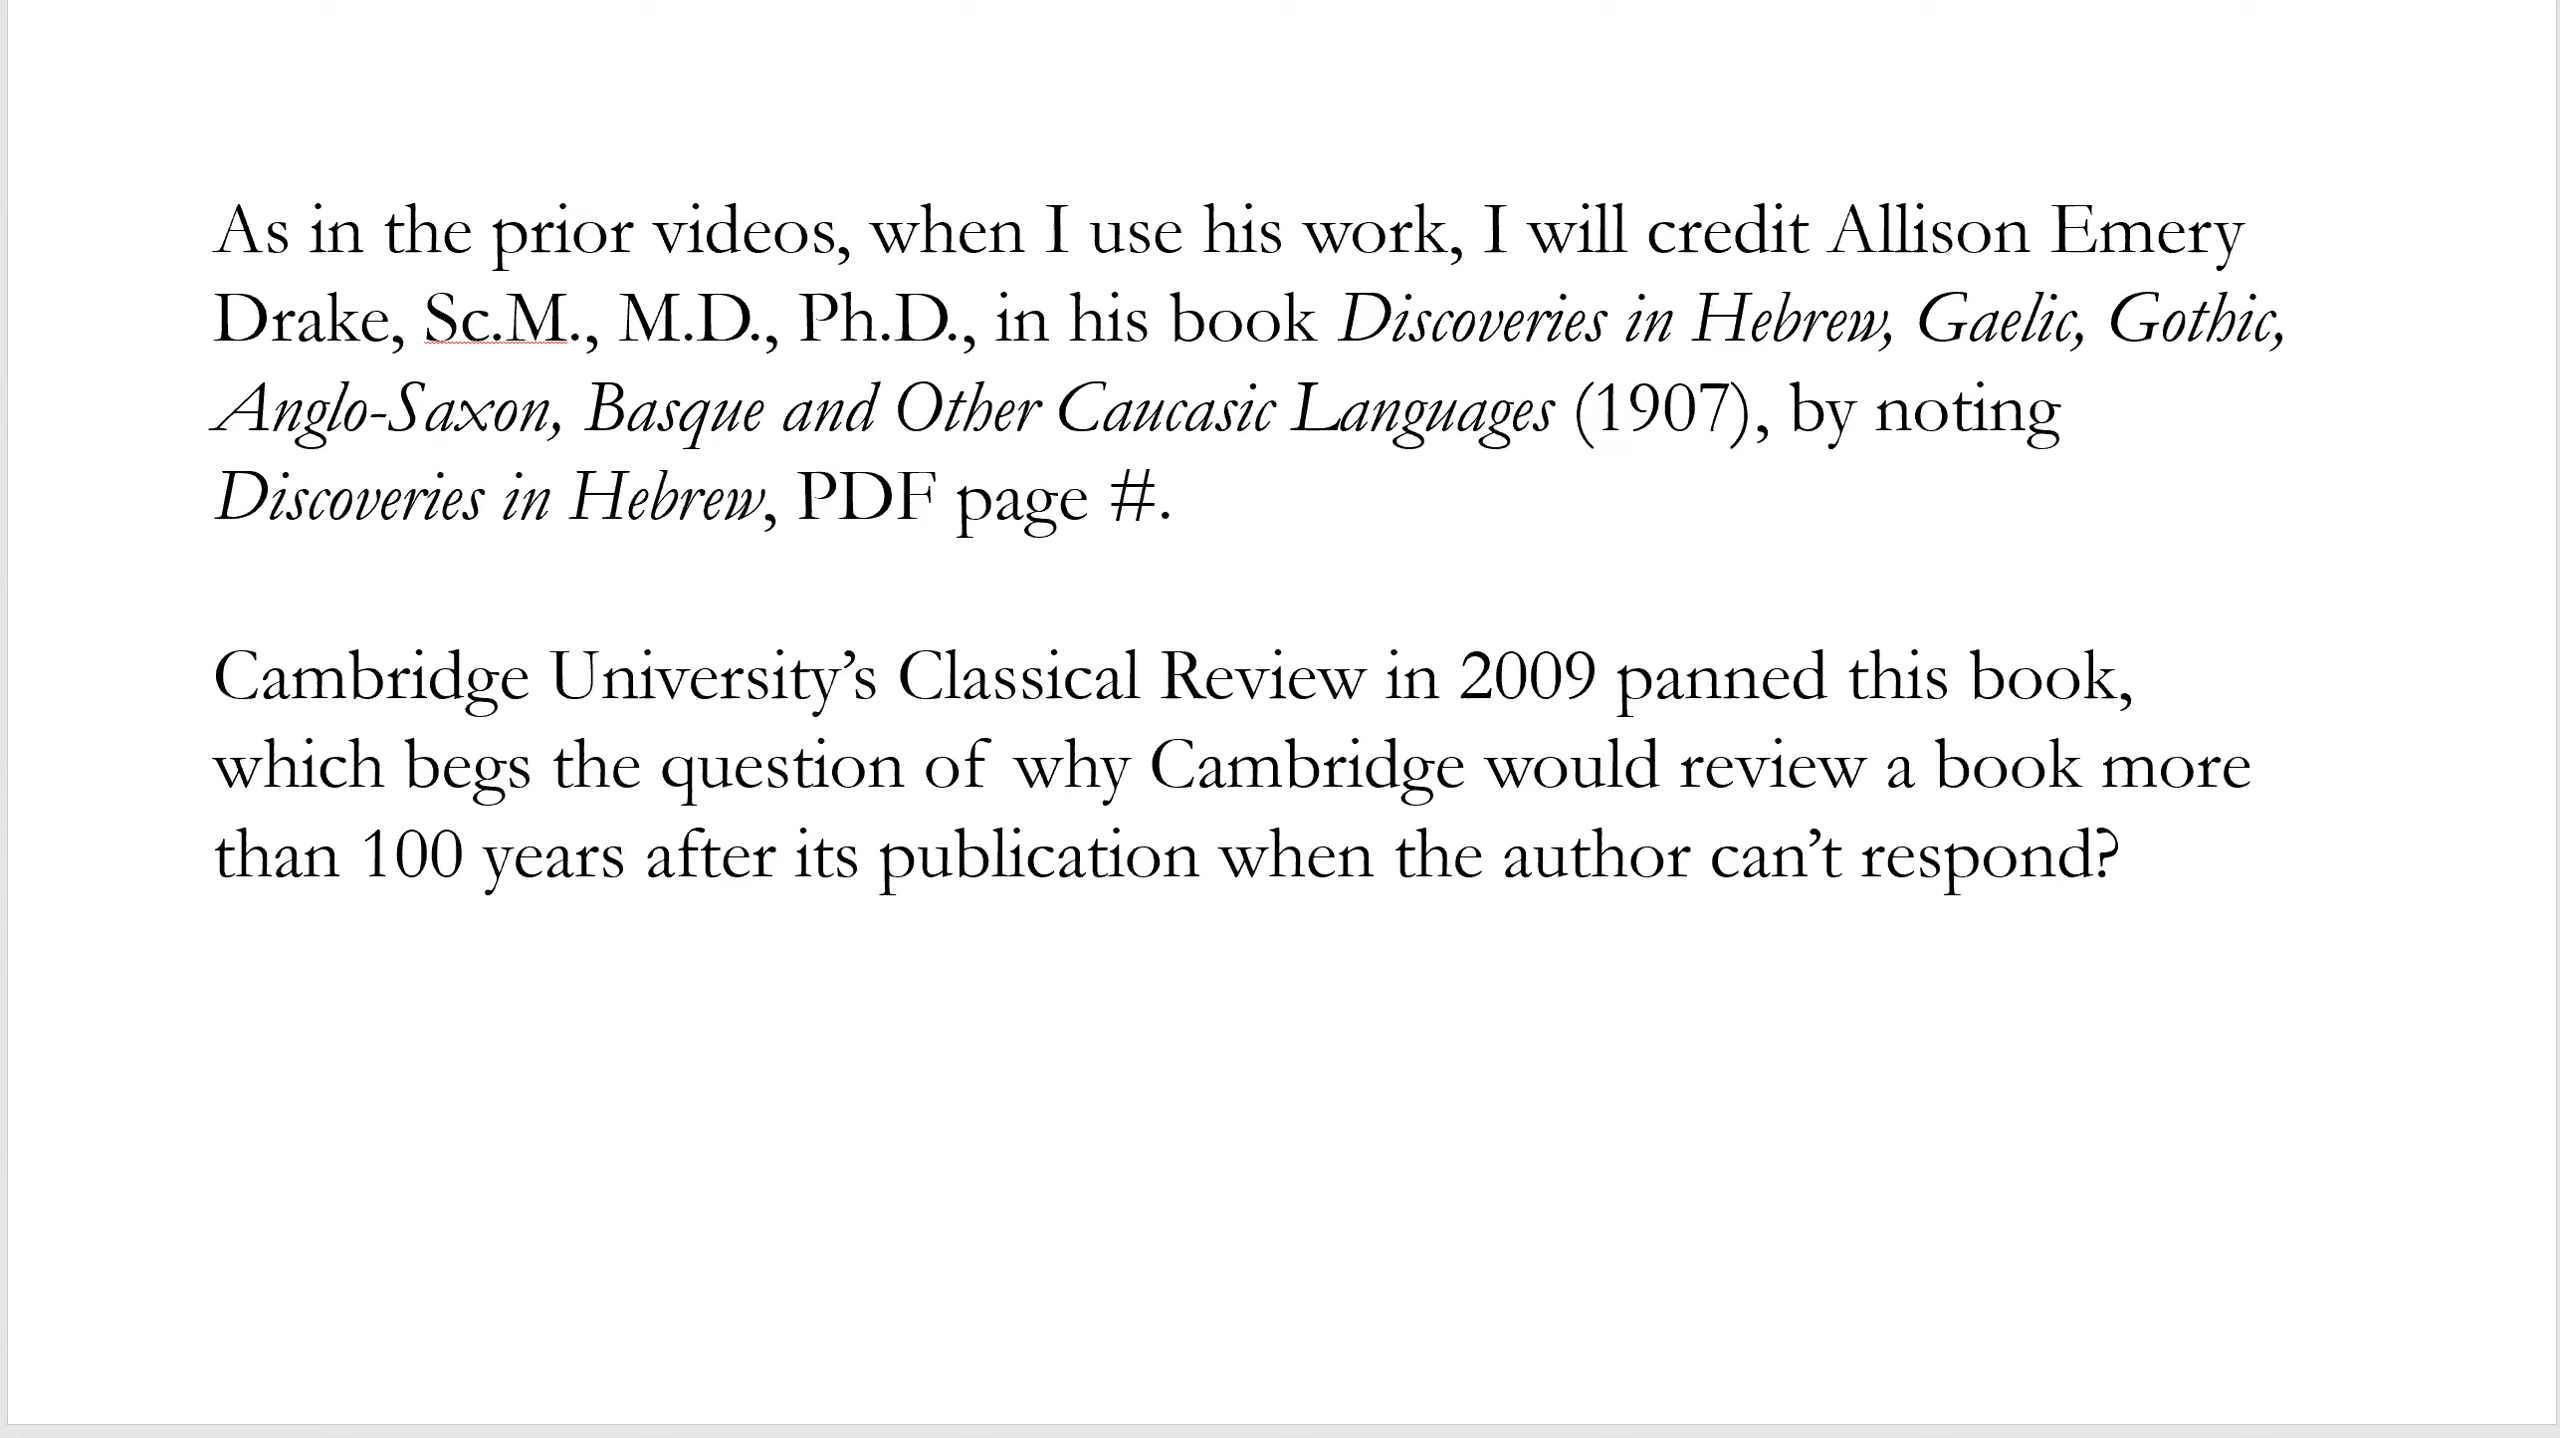 As in the prior videos, when I use his work, I will credit Allison Emery
Drake, Sc.M., M.D., Ph.D., in his book Discoveries in Hebrew, Gaelic, Gothic,
Anglo-Saxon, Basque and Other Caucasic Languages (1907), by noting
Discoveries in Hebrew, PDF page #.
Cambridge University’s Classical Review in 2009 panned this book,
which begs the question of why Cambridge would review a book more
than 100 years after its publication when the author can’t respond?